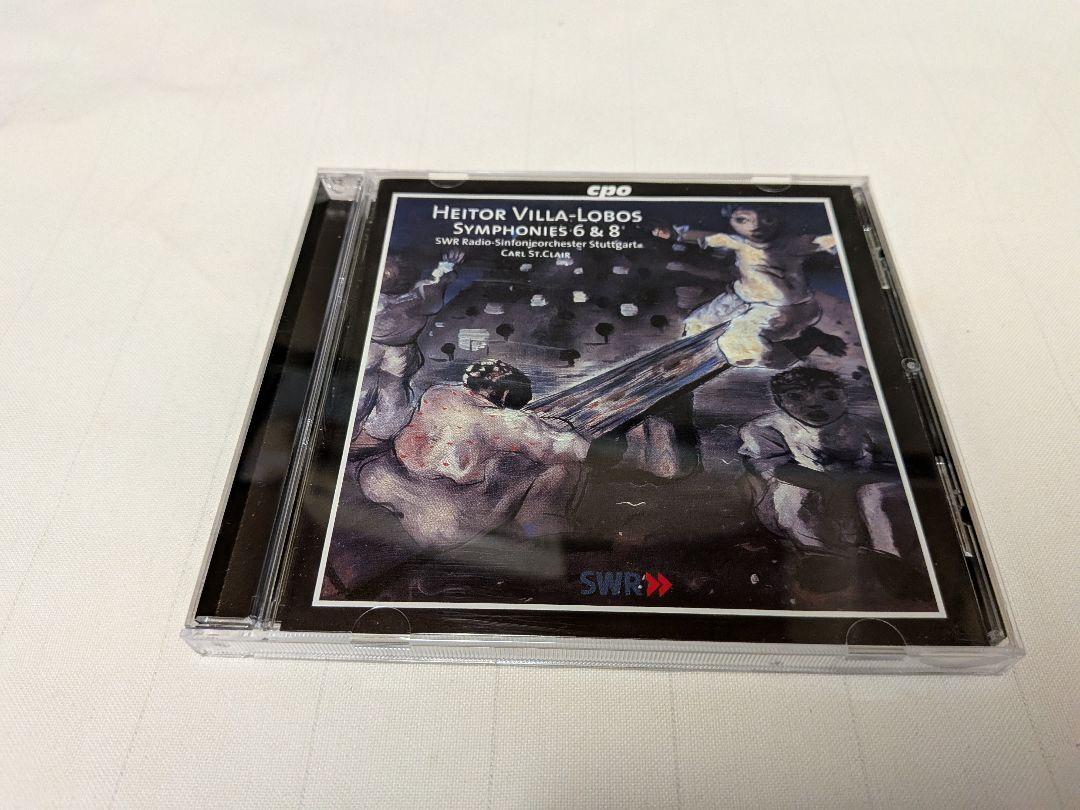 cpo
HEITOR VILLA-LOBOS
SYMPHONIES 6 & 8
SWR Radio-Sinfonieorchester Stuttgart
CARL ST.CLAIR
SWR